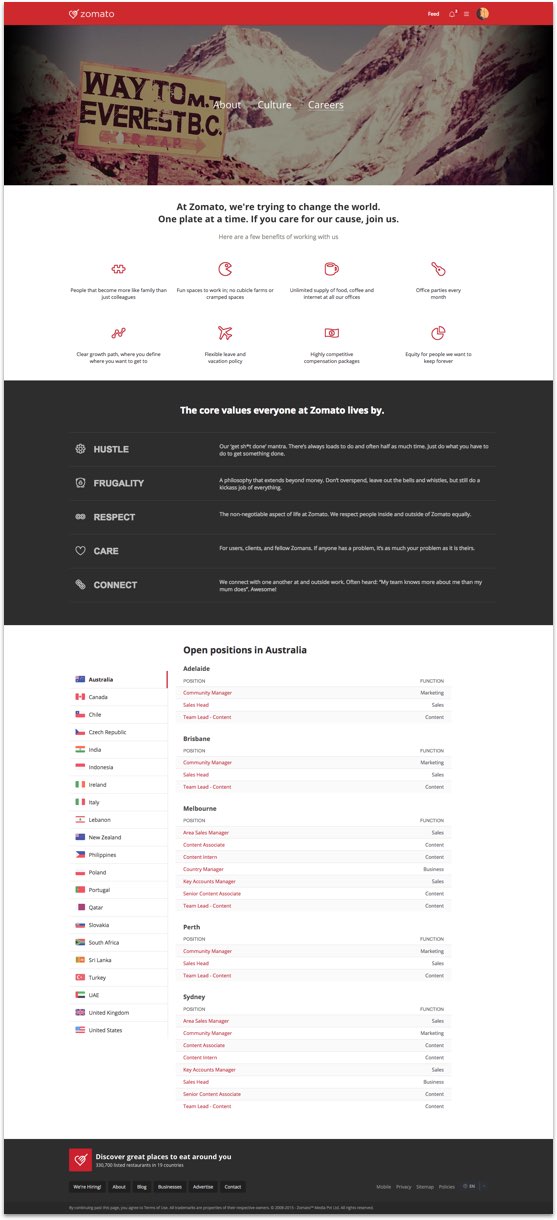 zomato
Feed
WAY TO M.T
EVEREST B.C.
About Culture Careers
At Zomato, we're trying to change the world.
One plate at a time. If you care for our cause, join us.
Here are a few benefits of working with us
People that become more like family than
just colleagues
Fun spaces to work in; no cubicle farms or
cramped spaces
Unlimited supply of food, coffee and
internet at all our offices
Office parties every
month
Clear growth path, where you define
where you want to get to
Flexible leave and
vacation policy
Highly competitive
compensation packages
Equity for people we want to
keep forever
The core values everyone at Zomato lives by.
HUSTLE
Our 'get sh*t done' mantra. There's always loads to do and often half as much time. Just do what you have to
do to get something done.
FRUGALITY
A philosophy that extends beyond money. Don't overspend, leave out the bells and whistles, but still do a
kickass job of everything.
RESPECT
The non-negotiable aspect of life at Zomato. We respect people inside and outside of Zomato equally.
CARE
For users, clients, and fellow Zomans. If anyone has a problem, it's as much your problem as it is theirs.
CONNECT
We connect with one another at and outside work. Often heard: "My team knows more about me than my
mum does". Awesome!
Australia
Canada
Chile
Czech Republic
India
Indonesia
Ireland
Italy
Lebanon
New Zealand
Philippines
Poland
Portugal
Qatar
Slovakia
South Africa
Sri Lanka
Turkey
UAE
United Kingdom
United States
Open positions in Australia
Adelaide
POSITION FUNCTION
Community Manager Marketing
Sales Head Sales
Team Lead - Content Content
Brisbane
POSITION FUNCTION
Community Manager Marketing
Sales Head Sales
Team Lead - Content Content
Melbourne
POSITION FUNCTION
Area Sales Manager Sales
Content Associate Content
Content Intern Content
Country Manager Business
Key Accounts Manager Sales
Senior Content Associate Content
Team Lead - Content Content
Perth
POSITION FUNCTION
Community Manager Marketing
Sales Head Sales
Team Lead - Content Content
Sydney
POSITION FUNCTION
Area Sales Manager Sales
Community Manager Marketing
Content Associate Content
Content Intern Content
Key Accounts Manager Sales
Sales Head Business
Senior Content Associate Content
Team Lead - Content Content
Discover great places to eat around you
330,700 listed restaurants in 19 countries
We're Hiring! About Blog Businesses Advertise Contact
Mobile Privacy Sitemap Policies EN
By continuing past this page, you agree to Terms of Use. All trademarks are properties of their respective owners. © 2008-2015 - Zomato™ Media Pvt Ltd. All rights reserved.